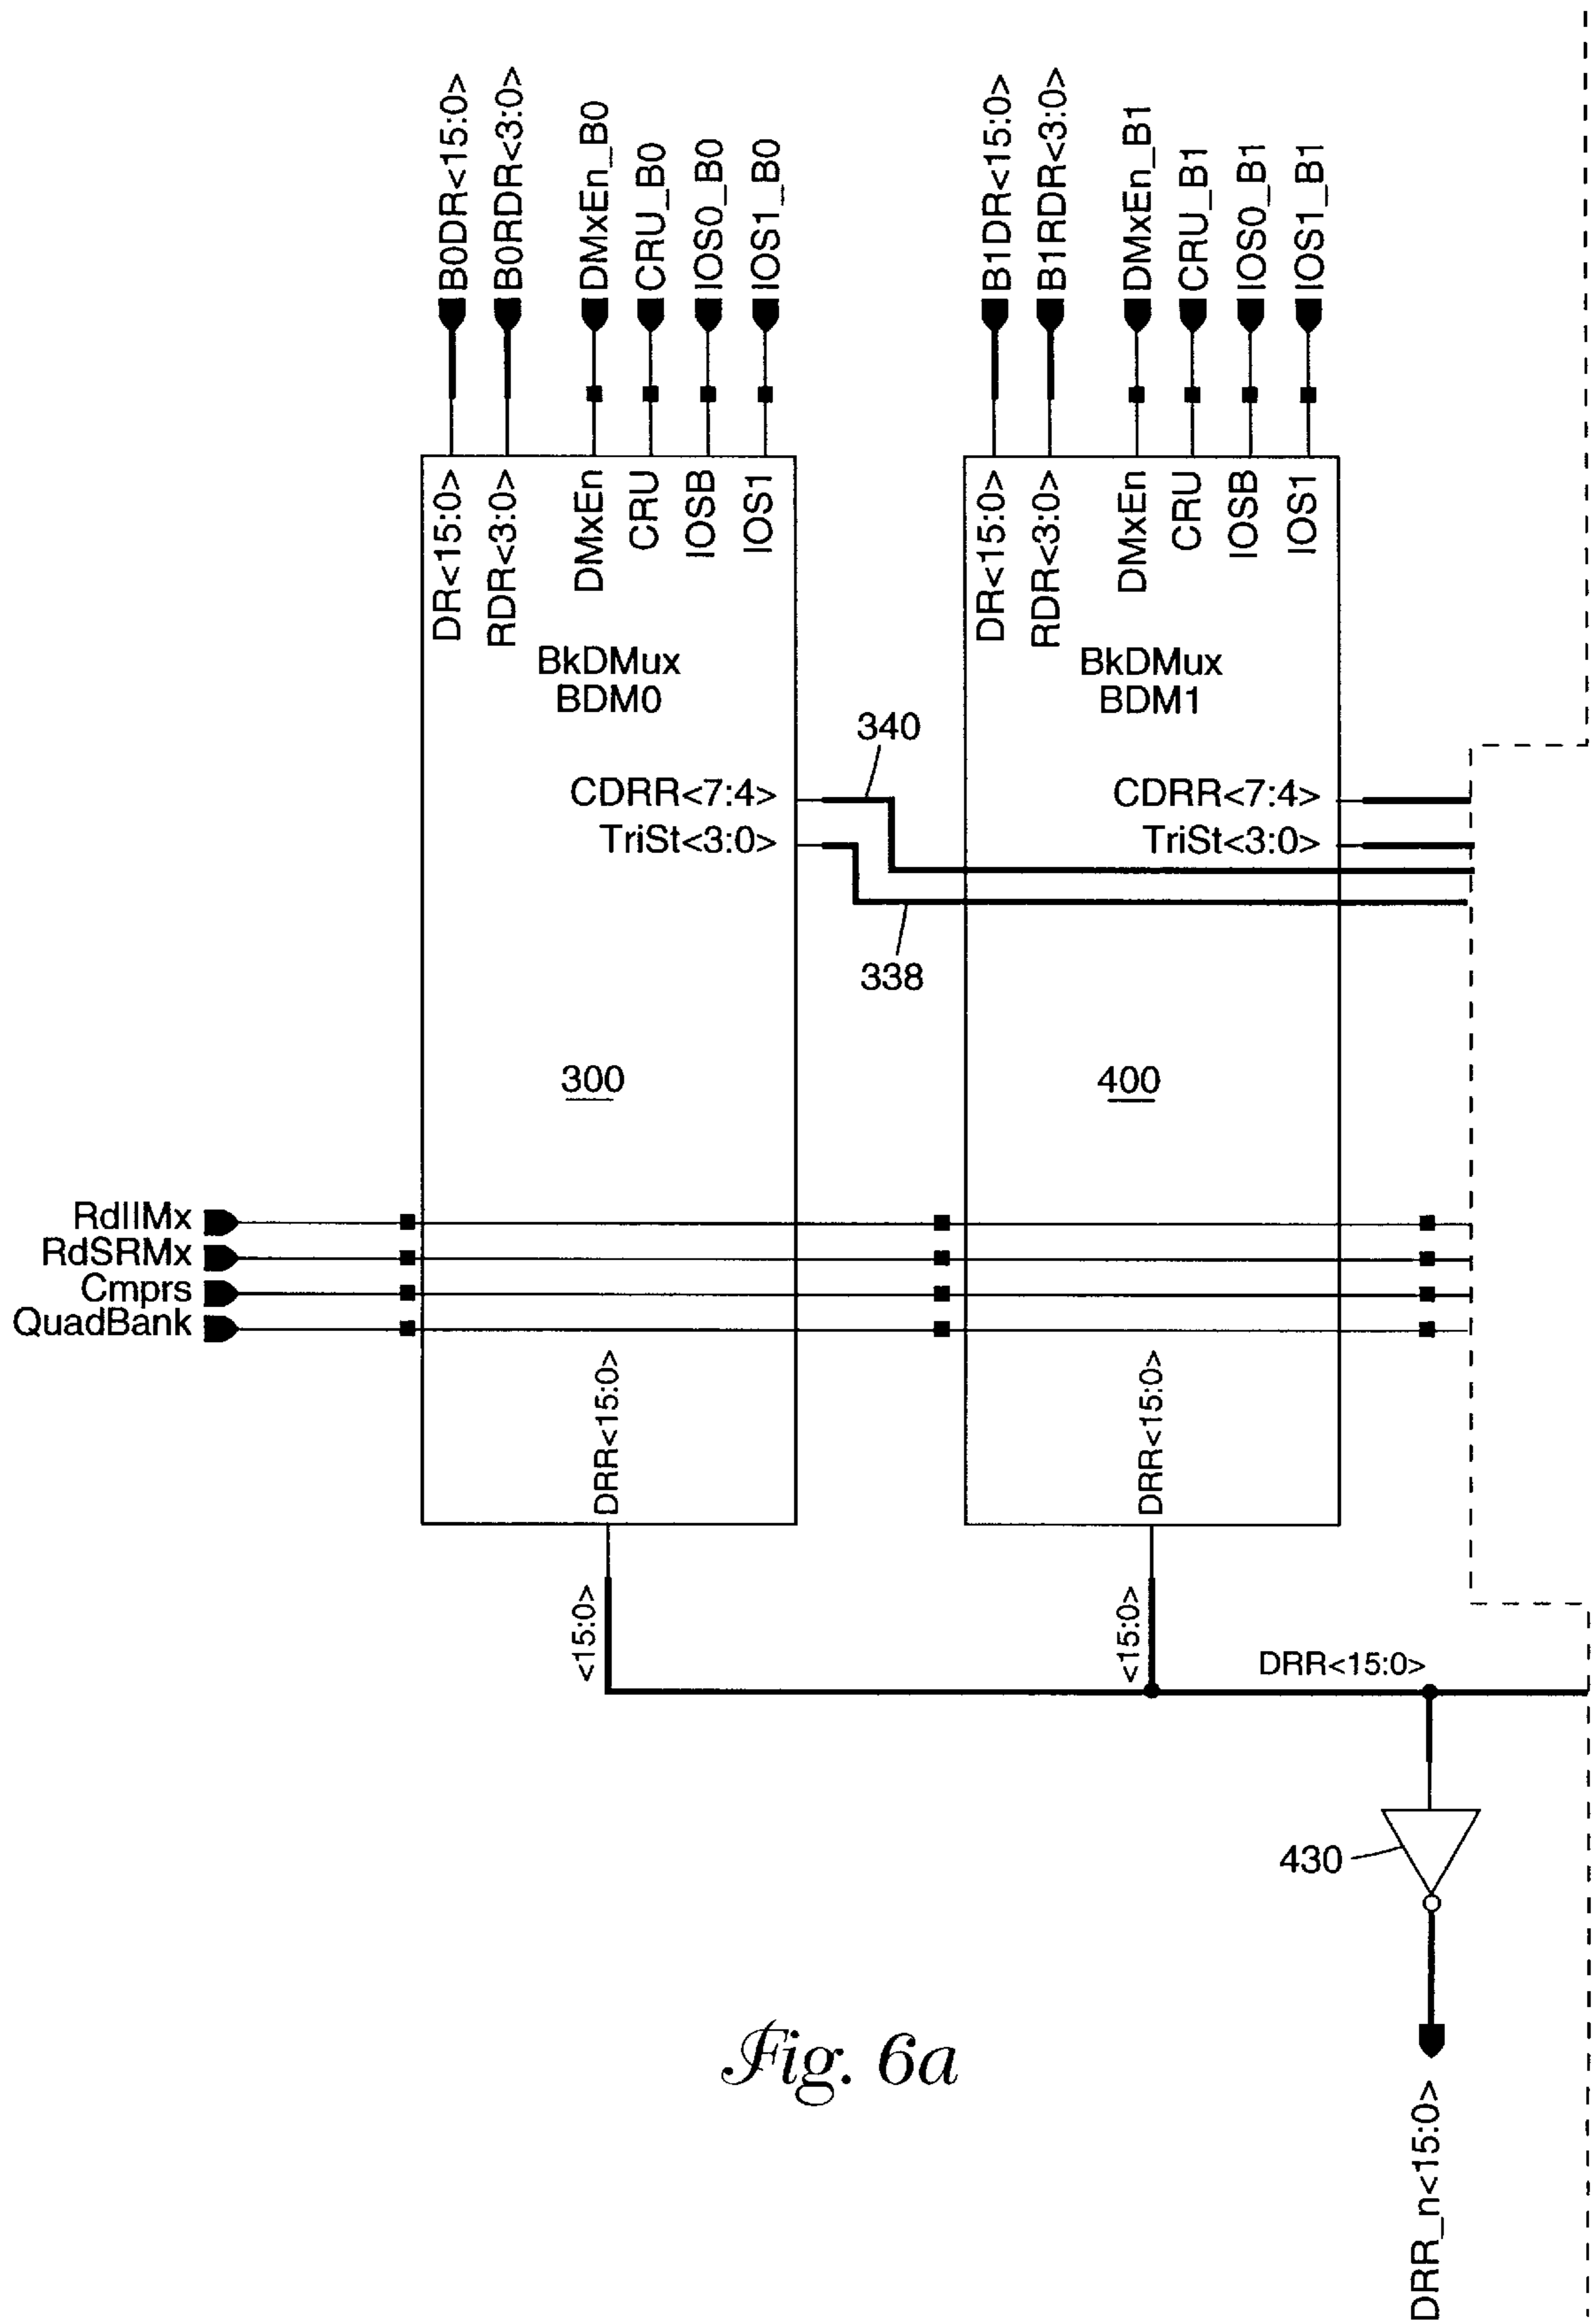 B0DR<15:0>
B0RDR<3:0>
DMxEn_B0
CRU_B0
IOS0_B0
IOS1_B0
B1DR<15:0>
B1RDR<3:0>
DMxEn_B1
CRU_B1
IOS0_B1
IOS1_B1
DR<15:0>
RDR<3:0>
DMxEn
CRU
IOSB
IOS1
DR<15:0>
RDR<3:0>
DMxEn
CRU
IOSB
IOS1
BkDMux
BDM0
BkDMux
BDM1
340
CDRR<7:4>
TriSt<3:0>
CDRR<7:4>
TriSt<3:0>
338
300
400
RdIIMx
RdSRMx
Cmprs
QuadBank
DRR<15:0>
DRR<15:0>
<15:0>
<15:0>
DRR<15:0>
430
Fig. 6a
DRR_n<15:0>